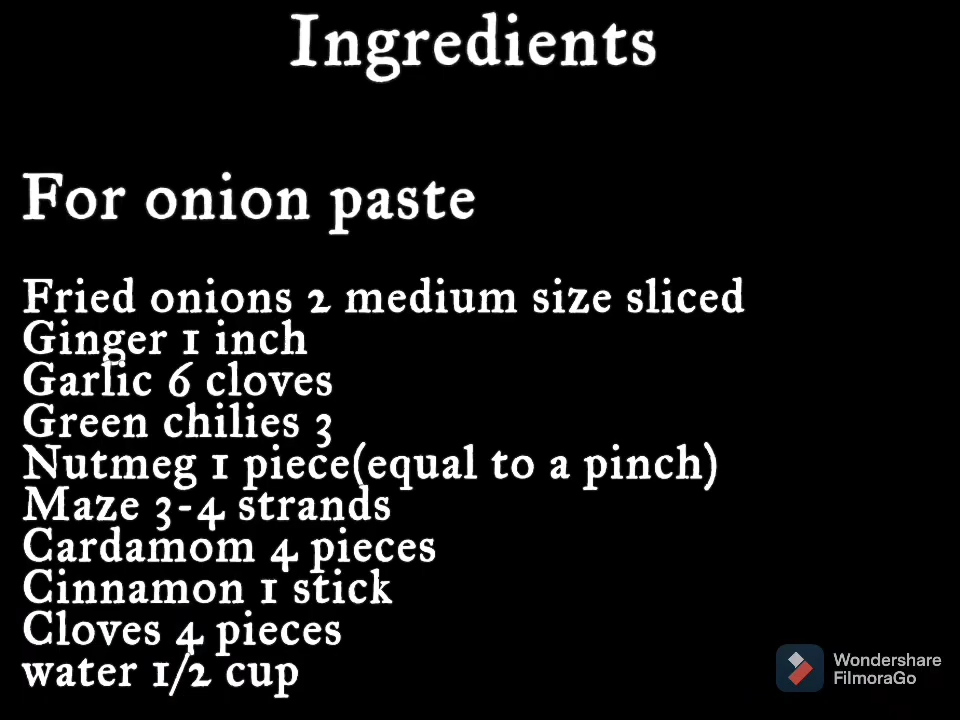 Ingredients
For onion paste
Fried onions 2 medium size sliced
Ginger 1 inch
Garlic 6 cloves
Green chilies 3
Nutmeg 1 piece(equal to a pinch)
Maze 3-4 strands
Cardamom 4 pieces
Cinnamon 1 stick
Cloves 4 pieces
water 1/2 cup
Wondershare
FilmoraGo